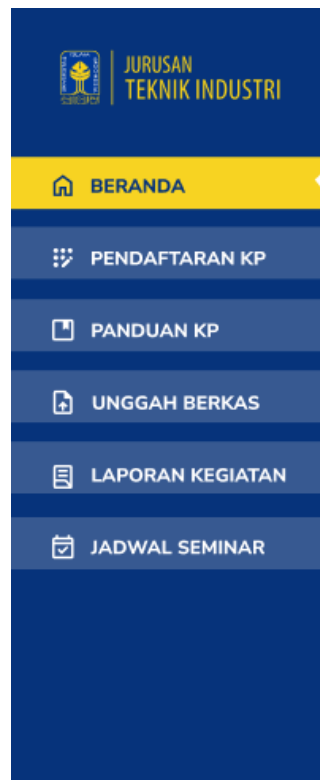 JURUSAN
TEKNIK INDUSTRI
BERANDA
PENDAFTARAN KP
PANDUAN KP
UNGGAH BERKAS
LAPORAN KEGIATAN
JADWAL SEMINAR